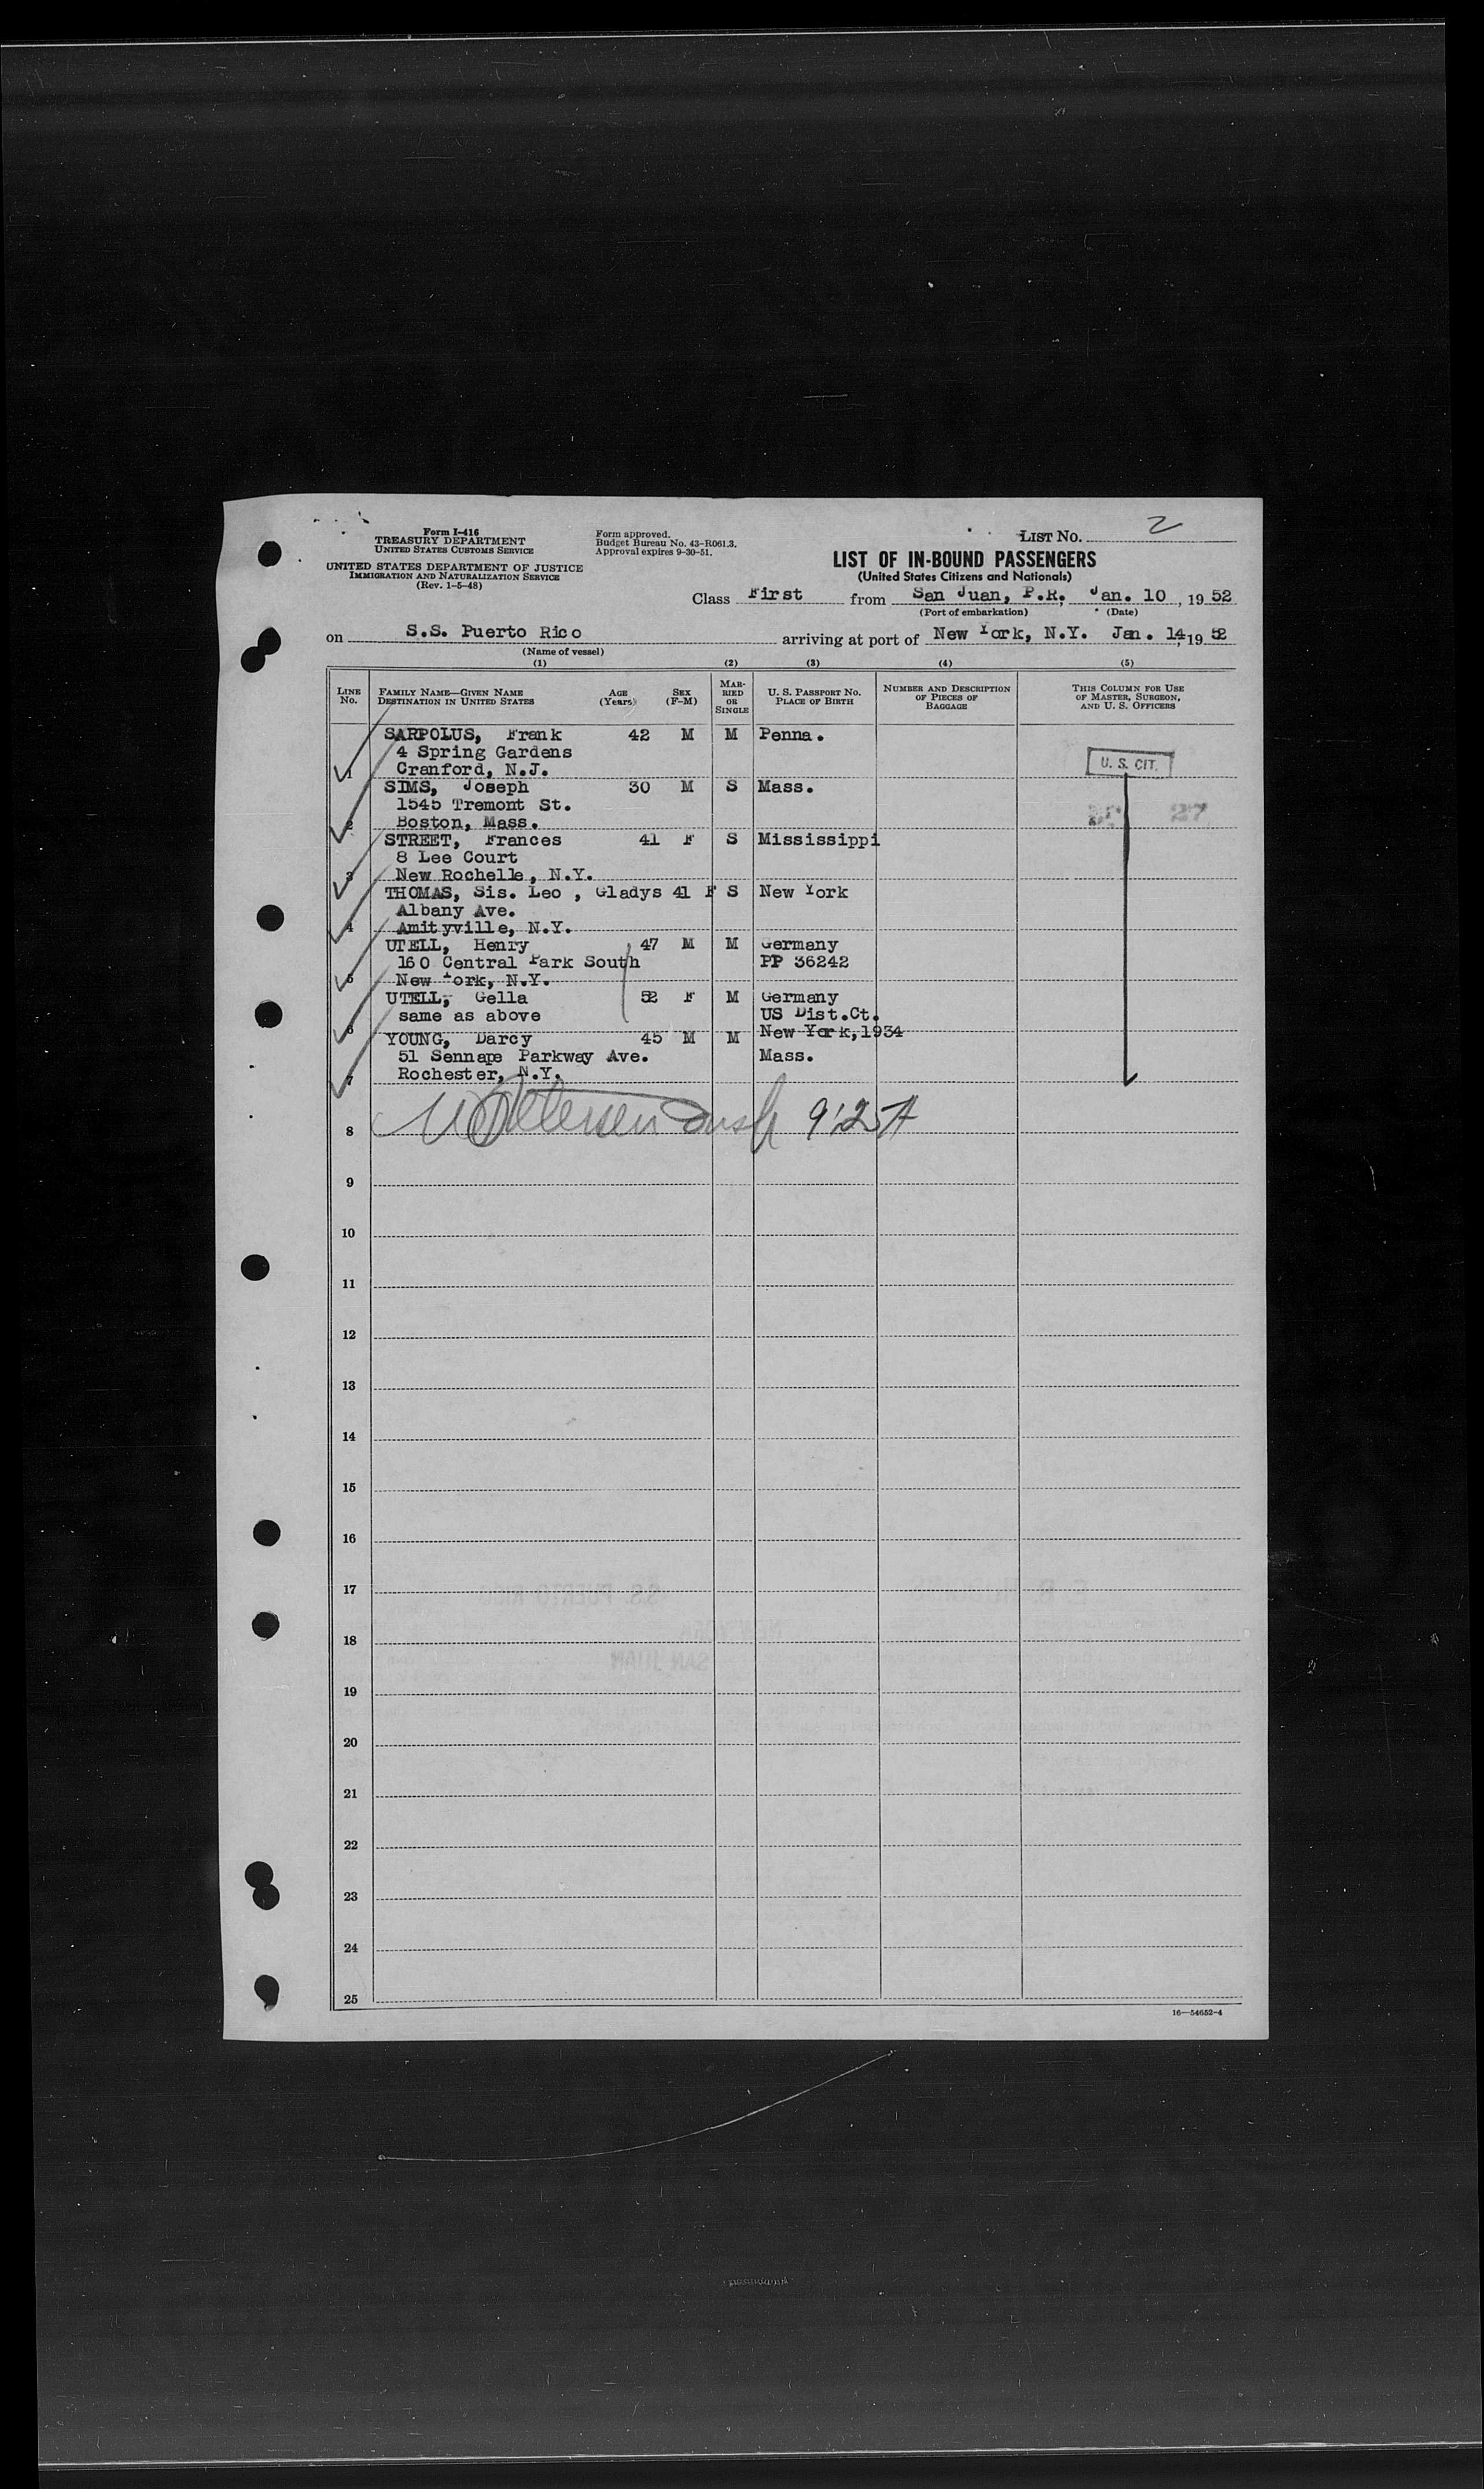 Form I-416
TREASURY DEPARTMENT
UNITED STATES CUSTOMS SERVICE
UNITED STATES DEPARTMENT OF JUSTICE
IMMIGRATION AND NATURALIZATION SERVICE
(Rev. 1-5-48)
Form approved.
Budget Bureau No. 43-R061.3.
Approval expires 9-30-51.
LIST NO. 2
LIST OF IN-BOUND PASSENGERS
(United States Citizens and Nationals)
Class First from San Juan, P.R., Jan. 10, 19 52
(Port of embarkation) (Date)
on S.S. Puerto Rico arriving at port of New York, N.Y. Jan. 14, 19 52
(Name of vessel)
(1) (2) (3) (4) (5)
LINE NO. FAMILY NAME—GIVEN NAME DESTINATION IN UNITED STATES AGE (Years) SEX (F-M) MARRIED OR SINGLE U. S. PASSPORT NO. PLACE OF BIRTH NUMBER AND DESCRIPTION OF PIECES OF BAGGAGE THIS COLUMN FOR USE OF MASTER, SURGEON, AND U. S. OFFICERS
SARPOLUS, Frank 42 M M Penna.
4 Spring Gardens
1 Cranford, N.J. U. S. CIT.
SIMS, Joseph 30 M S Mass.
1545 Tremont St. 27
2 Boston, Mass.
STREET, Frances 41 F S Mississippi
8 Lee Court
3 New Rochelle, N.Y.
THOMAS, Sis. Leo , Gladys 41 F S New York
Albany Ave.
4 Amityville, N.Y.
UTELL, Henry 47 M M Germany
160 Central Park South PP 36242
5 New York, N.Y.
UTELL, Gella 52 F M Germany
same as above US Dist.Ct.
6 New York, 1934
YOUNG, Darcy 45 M M
51 Sennape Parkway Ave. Mass.
7 Rochester, N.Y.
8
9
10
11
12
13
14
15
16
17
18
19
20
21
22
23
24
25
16—54652-4